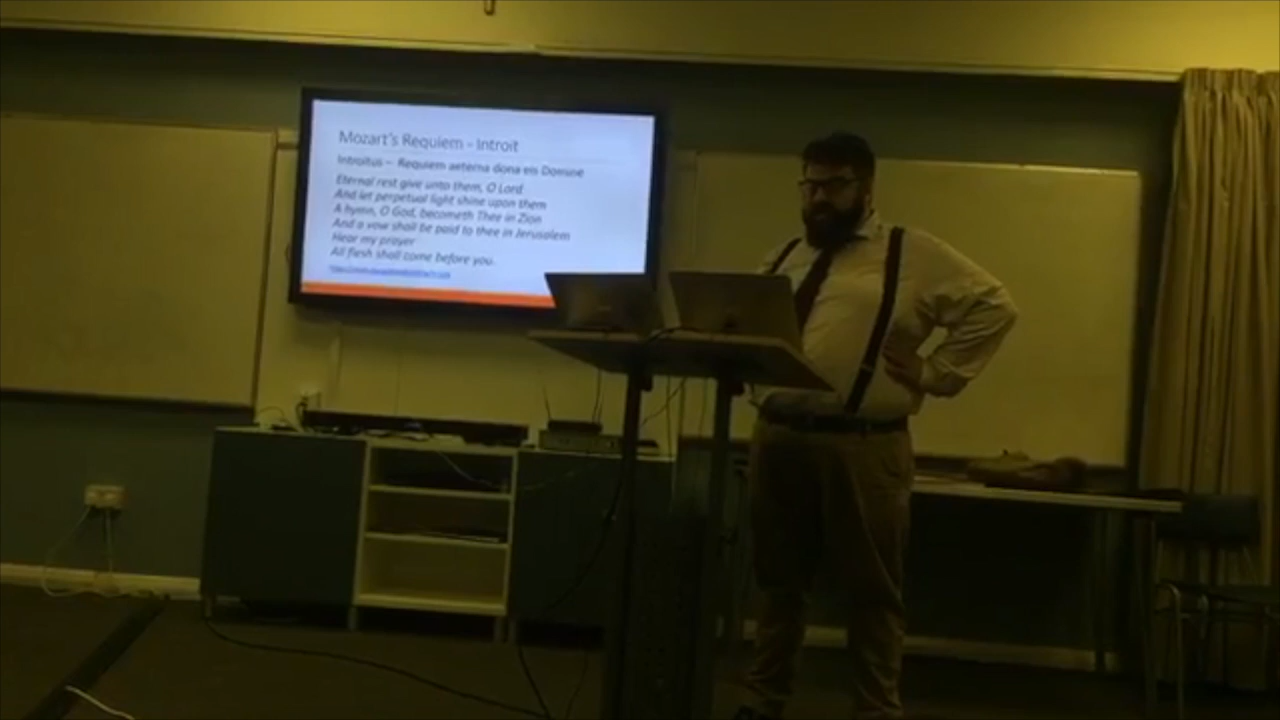 Mozart's Requiem - Introit
Introitus – Requiem aeterna dona eis Domine
Eternal rest give unto them, O Lord
And let perpetual light shine upon them
A hymn, O God, becometh Thee in Zion
And a vow shall be paid to thee in Jerusalem
Hear my prayer
All flesh shall come before you.